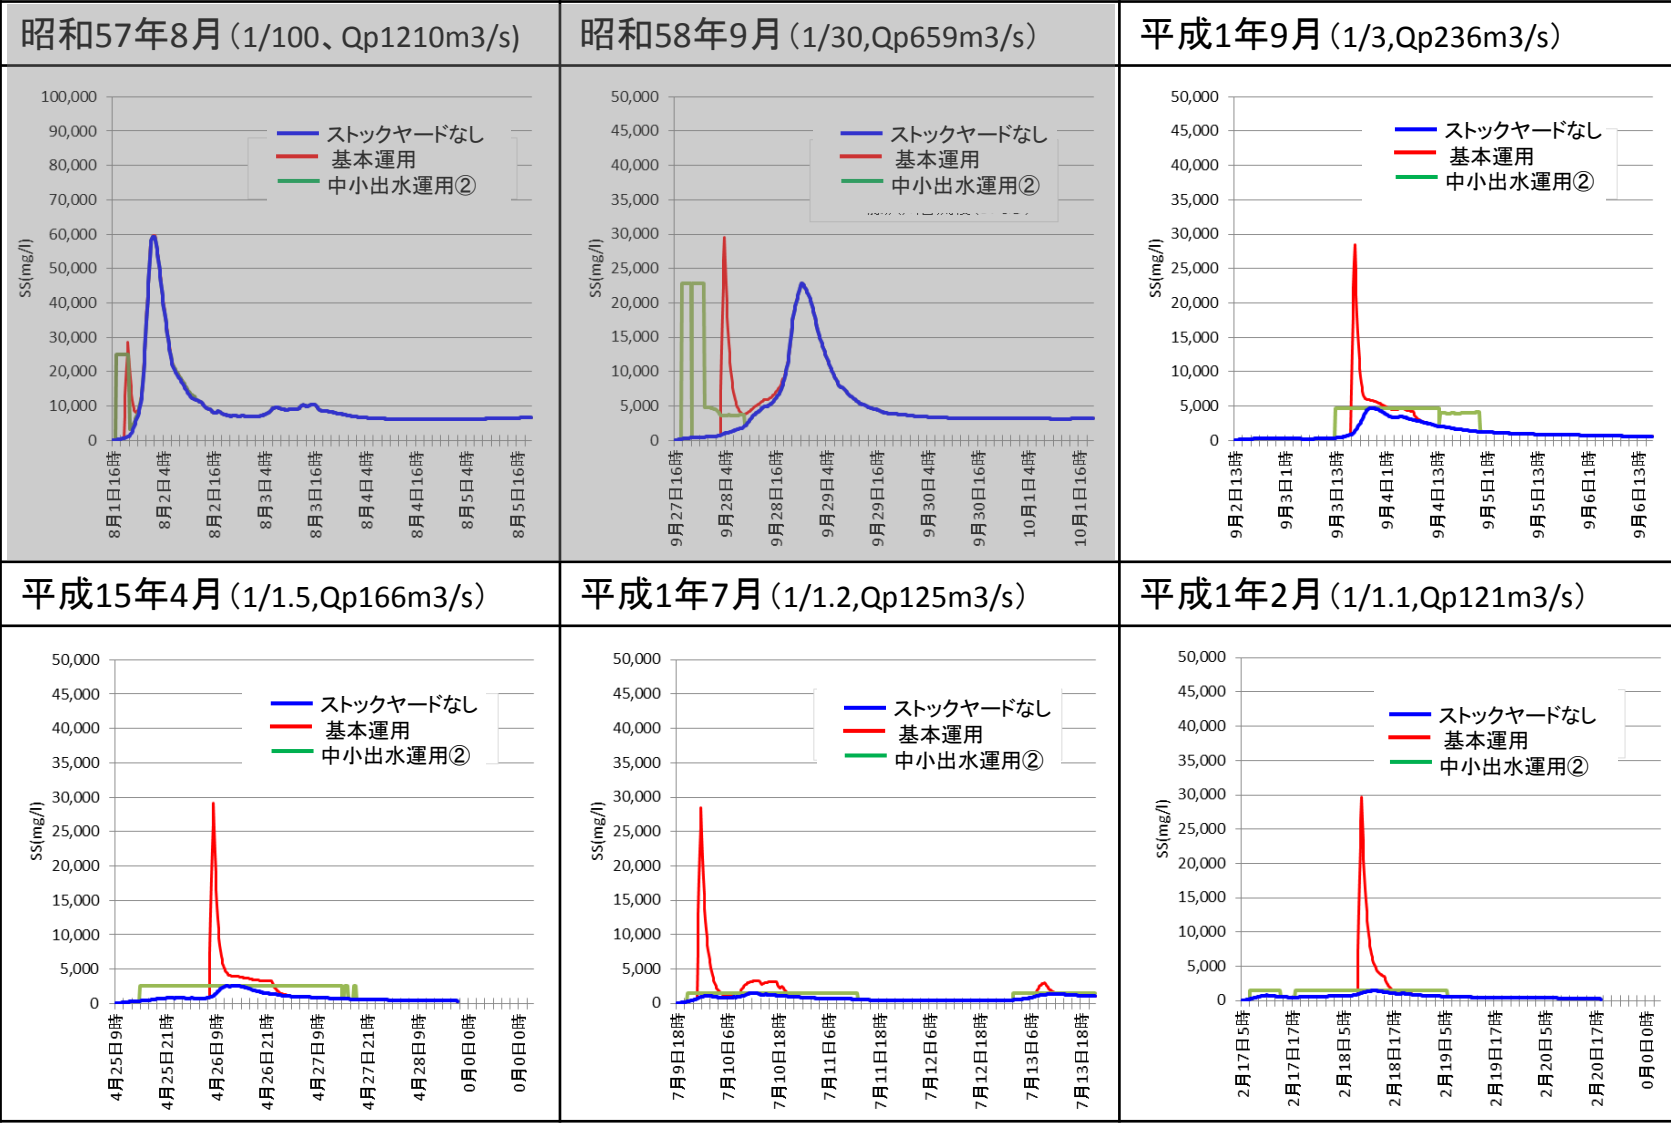 昭和57年8月（1/100、Qp1210m3/s)
昭和58年9月（1/30,Qp659m3/s）
平成1年9月（1/3,Qp236m3/s）
100,000
90,000
80,000
70,000
60,000
50,000
40,000
30,000
20,000
10,000
0
SS(mg/l)
ストックヤードなし
基本運用
中小出水運用②
8月1日16時
8月2日4時
8月2日16時
8月3日4時
8月3日16時
8月4日4時
8月4日16時
8月5日4時
8月5日16時
50,000
45,000
40,000
35,000
30,000
25,000
20,000
15,000
10,000
5,000
0
SS(mg/l)
ストックヤードなし
基本運用
中小出水運用②
9月27日16時
9月28日4時
9月28日16時
9月29日4時
9月29日16時
9月30日4時
9月30日16時
10月1日4時
10月1日16時
50,000
45,000
40,000
35,000
30,000
25,000
20,000
15,000
10,000
5,000
0
SS(mg/l)
ストックヤードなし
基本運用
中小出水運用②
9月2日13時
9月3日1時
9月3日13時
9月4日1時
9月4日13時
9月5日1時
9月5日13時
9月6日1時
9月6日13時
平成15年4月（1/1.5,Qp166m3/s）
平成1年7月（1/1.2,Qp125m3/s）
平成1年2月（1/1.1,Qp121m3/s）
50,000
45,000
40,000
35,000
30,000
25,000
20,000
15,000
10,000
5,000
0
SS(mg/l)
ストックヤードなし
基本運用
中小出水運用②
4月25日9時
4月25日21時
4月26日9時
4月26日21時
4月27日9時
4月27日21時
4月28日9時
0月0日0時
0月0日0時
50,000
45,000
40,000
35,000
30,000
25,000
20,000
15,000
10,000
5,000
0
SS(mg/l)
ストックヤードなし
基本運用
中小出水運用②
7月9日18時
7月10日6時
7月10日18時
7月11日6時
7月11日18時
7月12日6時
7月12日18時
7月13日6時
7月13日18時
50,000
45,000
40,000
35,000
30,000
25,000
20,000
15,000
10,000
5,000
0
SS(mg/l)
ストックヤードなし
基本運用
中小出水運用②
2月17日5時
2月17日17時
2月18日5時
2月18日17時
2月19日5時
2月19日17時
2月20日5時
2月20日17時
0月0日0時